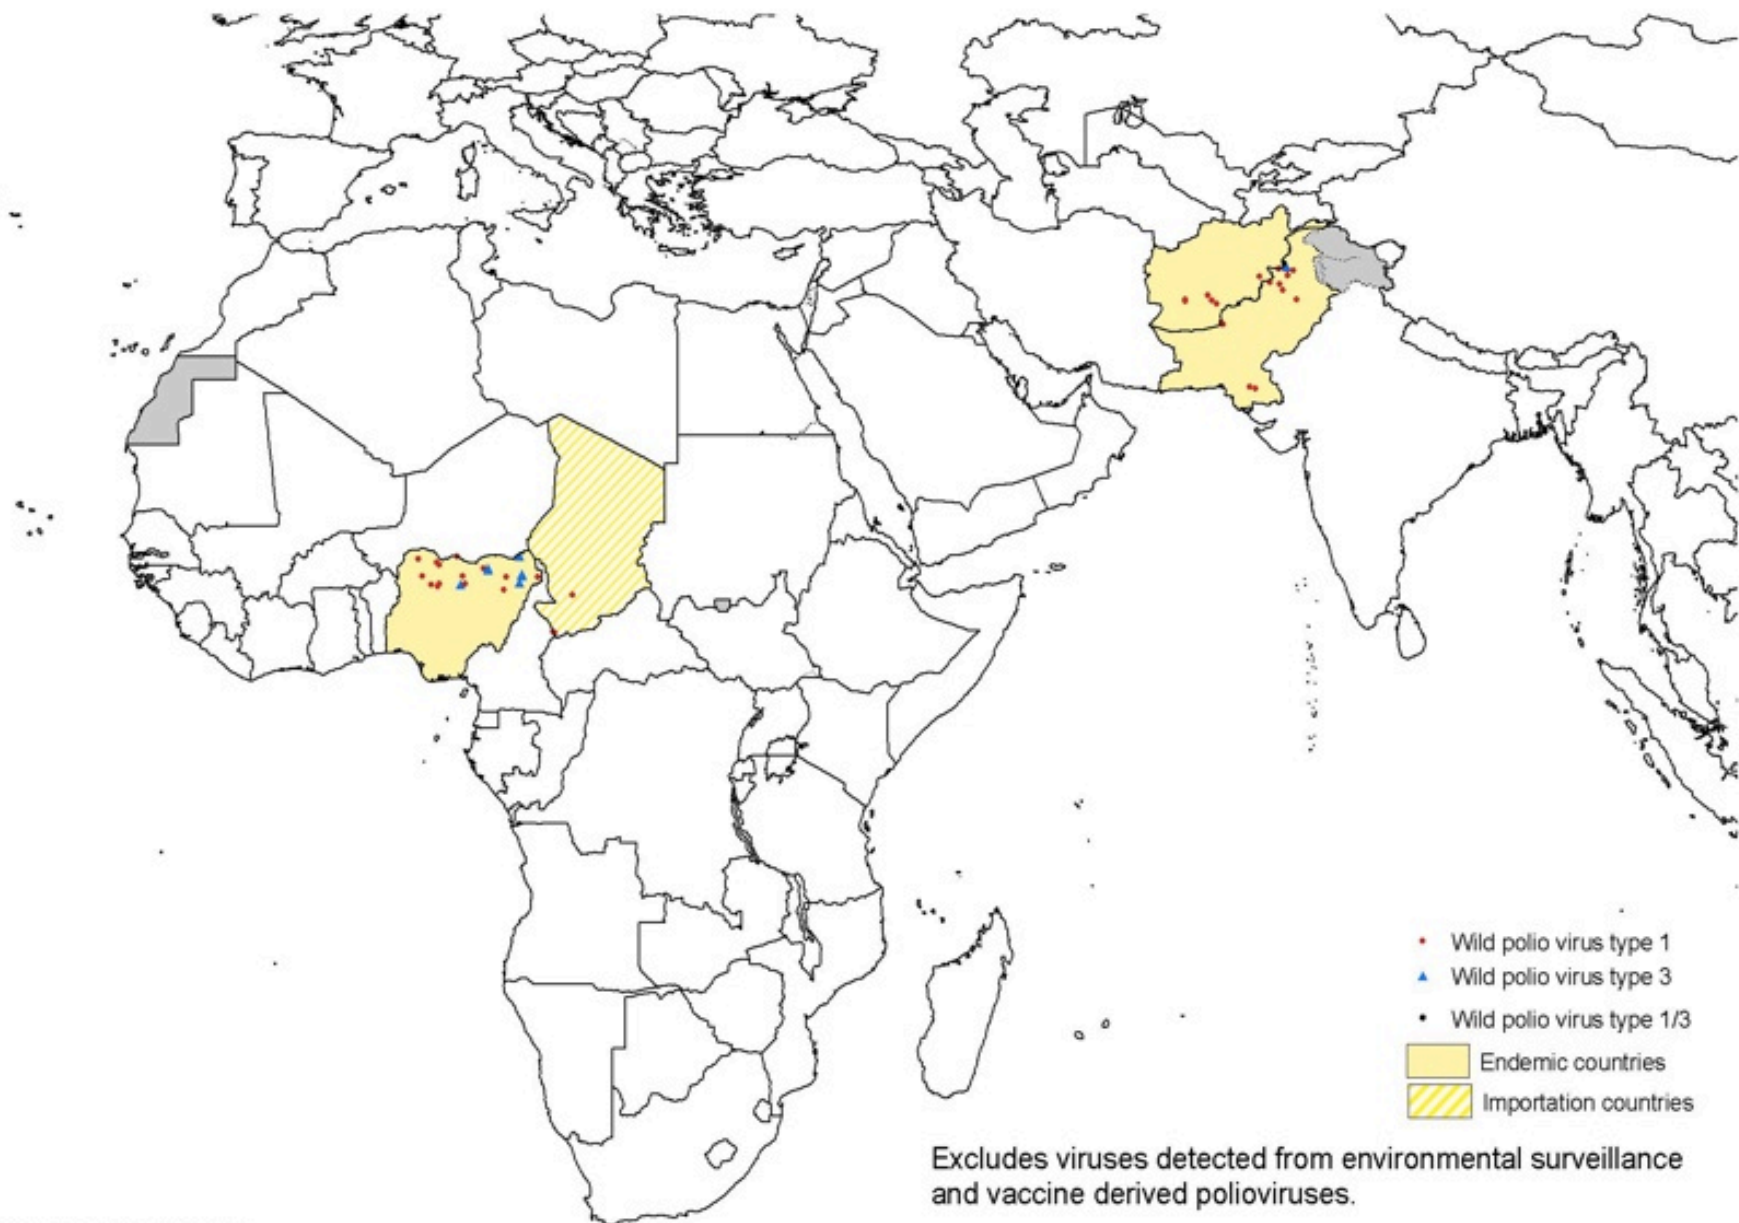 Wild polio virus type 1
Wild polio virus type 3
Wild polio virus type 1/3
Endemic countries
Importation countries
Excludes viruses detected from environmental surveillance
and vaccine derived polioviruses.